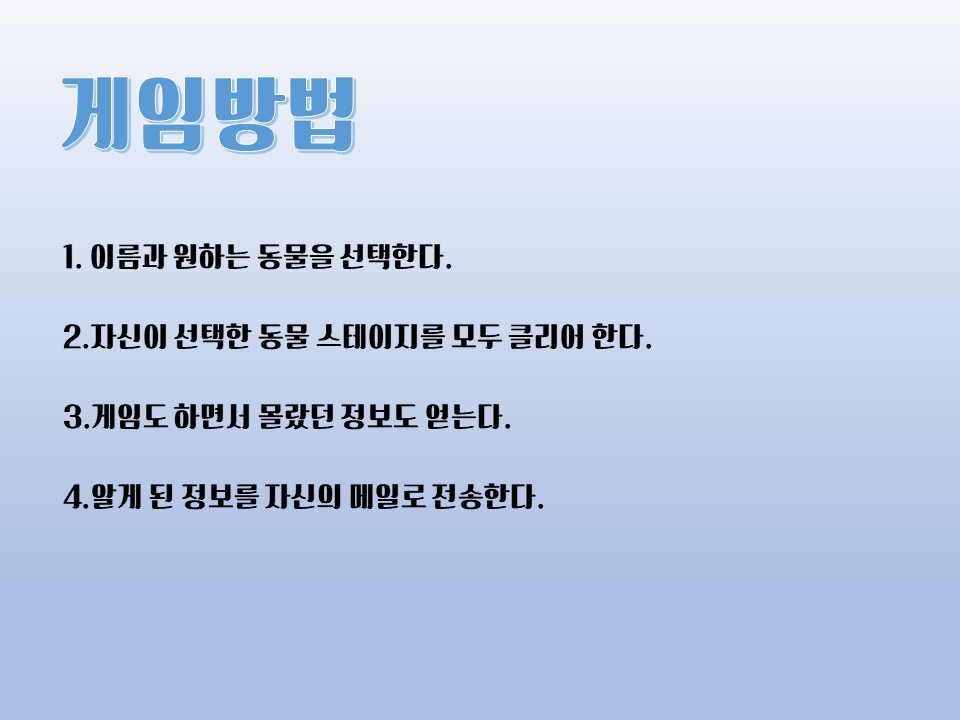 게임방법
1. 이름과 원하는 동물을 선택한다.
2.자신이 선택한 동물 스테이지를 모두 클리어 한다.
3.게임도 하면서 몰랐던 정보도 얻는다.
4.알게 된 정보를 자신의 메일로 전송한다.